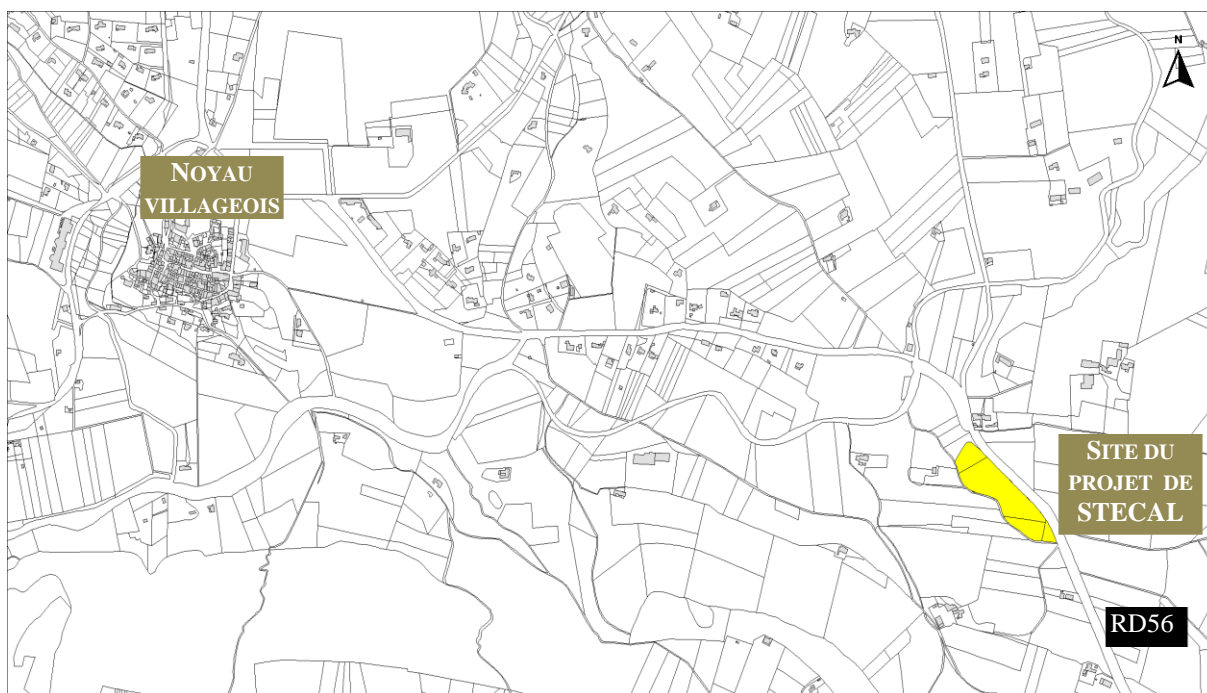 N
NOYAU
VILLAGEOIS
SITE DU
PROJET DE
STECAL
RD56